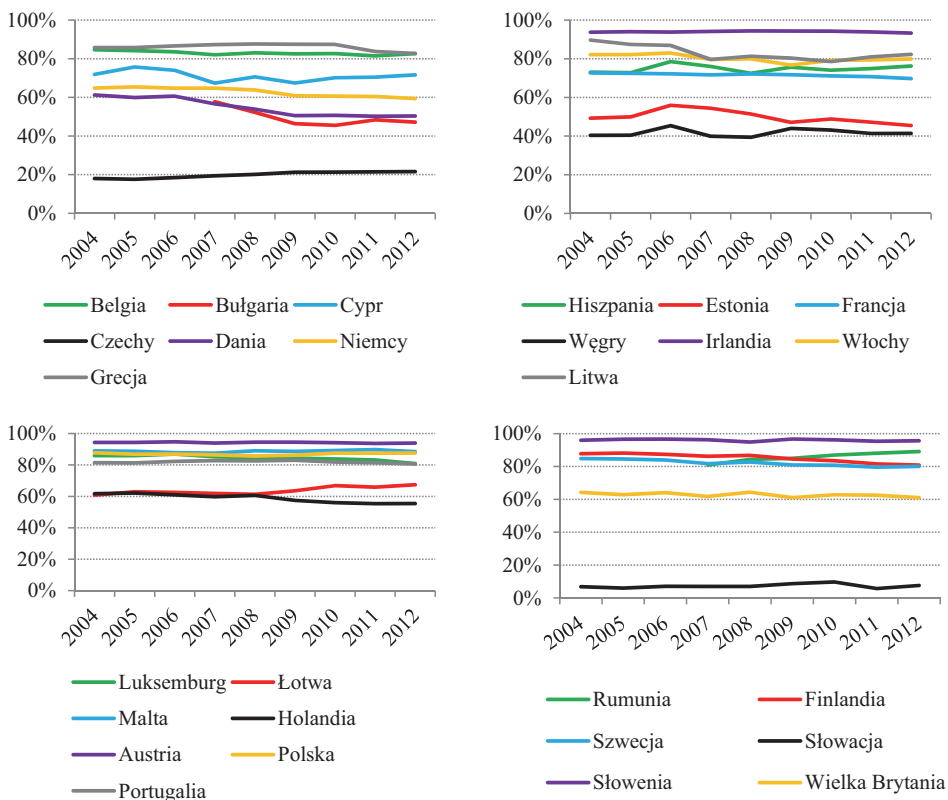 100%
80%
60%
40%
20%
0%
2004 2005 2006 2007 2008 2009 2010 2011 2012
Belgia Bułgaria Cypr
Czechy Dania Niemcy
Grecja
100%
80%
60%
40%
20%
0%
2004 2005 2006 2007 2008 2009 2010 2011 2012
Hiszpania Estonia Francja
Węgry Irlandia Włochy
Litwa
100%
80%
60%
40%
20%
0%
2004 2005 2006 2007 2008 2009 2010 2011 2012
Luksemburg Łotwa
Malta Holandia
Austria Polska
Portugalia
100%
80%
60%
40%
20%
0%
2004 2005 2006 2007 2008 2009 2010 2011 2012
Rumunia Finlandia
Szwecja Słowacja
Słowenia Wielka Brytania